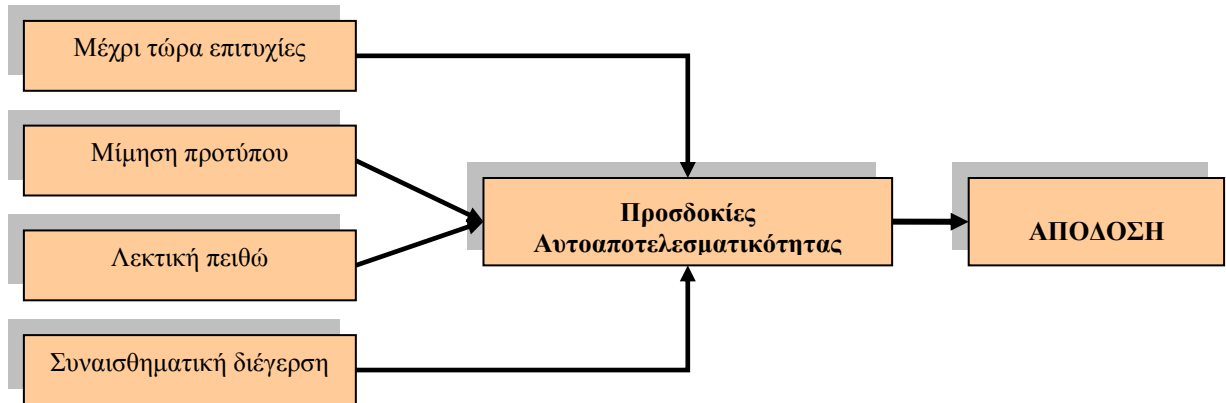 Μέχρι τώρα επιτυχίες
Μίμηση προτύπου
Λεκτική πειθώ
Συναισθηματική διέγερση
Προσδοκίες
Αυτοαποτελεσματικότητας
ΑΠΟΔΟΣΗ